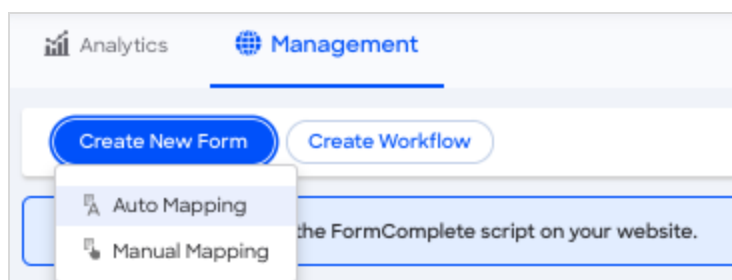 Analytics
Management
Create New Form
Create Workflow
Auto Mapping
the FormComplete script on your website.
Manual Mapping